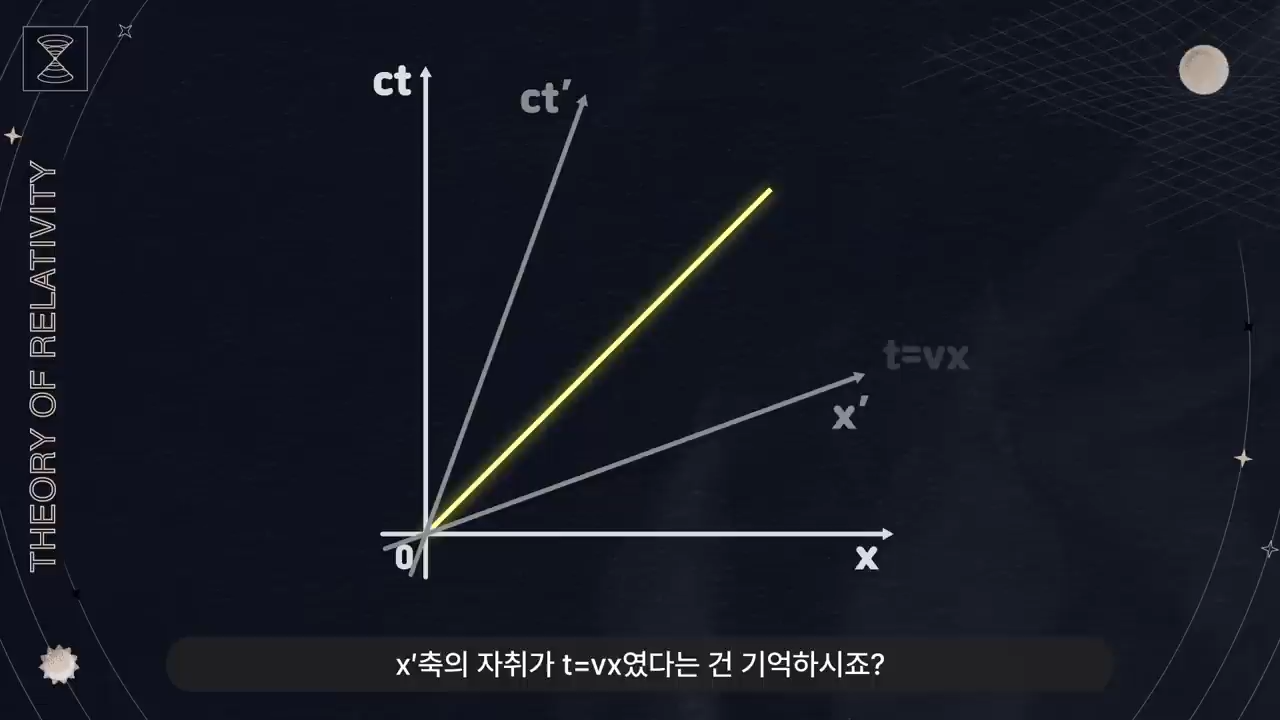 THEORY OF RELATIVITY
ct
ct′
t=vx
x′
0
x
x′축의 자취가 t=vx였다는 건 기억하시죠?